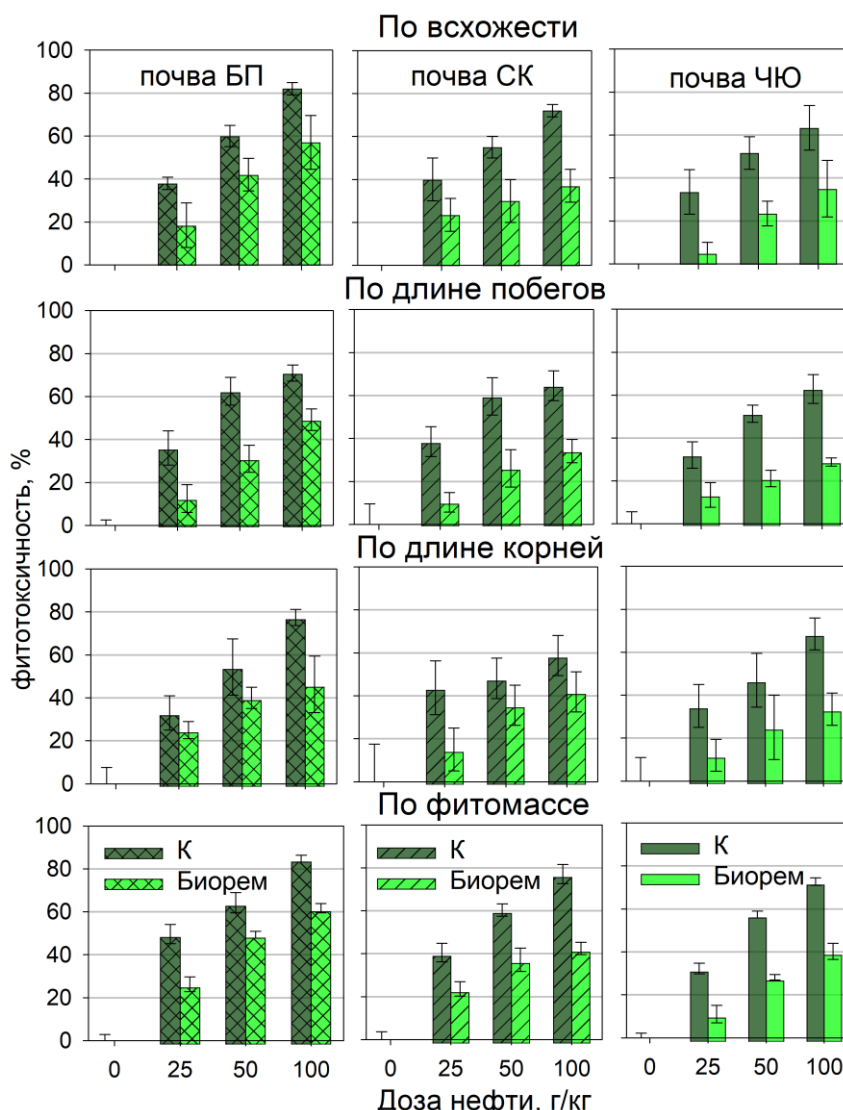 По всхожести
почва БП
почва СК
почва ЧЮ
100
80
60
40
20
0
По длине побегов
100
80
60
40
20
0
По длине корней
100
80
60
40
20
0
По фитомассе
100
80
60
40
20
0
К
Биорем
К
Биорем
К
Биорем
0 25 50 100
0 25 50 100
0 25 50 100
Доза нефти, г/кг
фитотоксичность, %